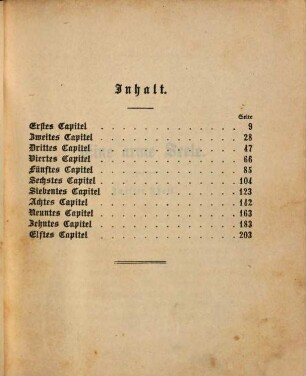 Inhalt.
Seite
Erstes Capitel . . . . . . . . . . . . . 9
Zweites Capitel . . . . . . . . . . . . . 28
Drittes Capitel . . . . . . . . . . . . . 47
Viertes Capitel . . . . . . . . . . . . . 66
Fünftes Capitel . . . . . . . . . . . . . 85
Sechstes Capitel . . . . . . . . . . . . . 104
Siebentes Capitel . . . . . . . . . . . . . 123
Achtes Capitel . . . . . . . . . . . . . 142
Neuntes Capitel . . . . . . . . . . . . . 163
Zehntes Capitel . . . . . . . . . . . . . 183
Elftes Capitel . . . . . . . . . . . . . 203